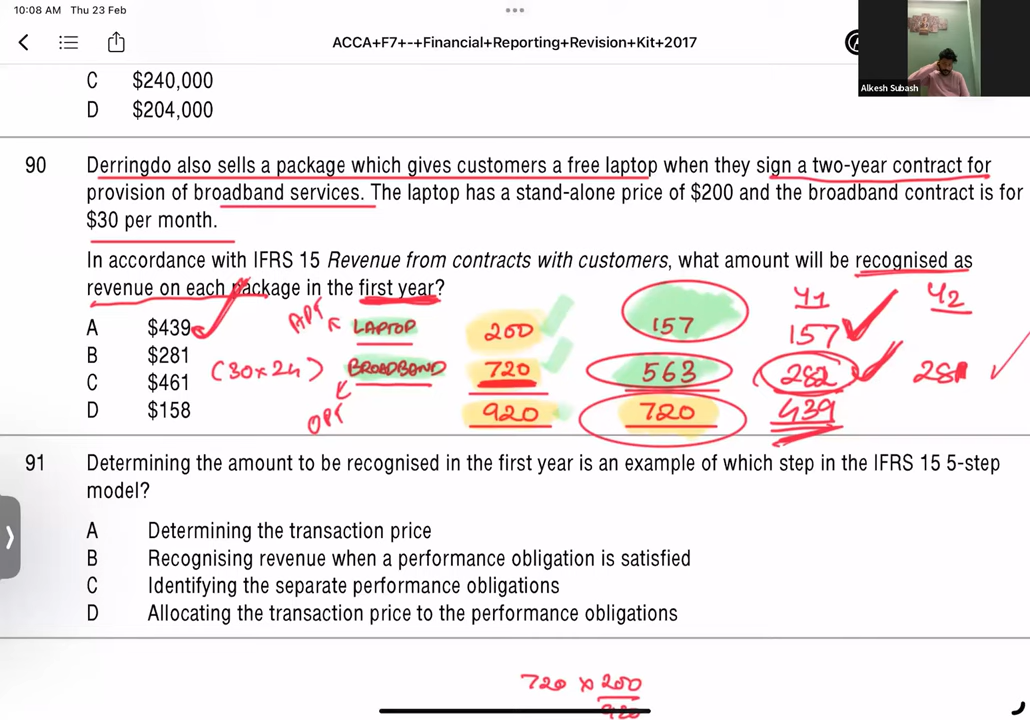 10:08 AM Thu 23 Feb
ACCA+F7+-+Financial+Reporting+Revision+Kit+2017
Alkesh Subash
C $240,000
D $204,000
90 Derringdo also sells a package which gives customers a free laptop when they sign a two-year contract for
provision of broadband services. The laptop has a stand-alone price of $200 and the broadband contract is for
$30 per month.
In accordance with IFRS 15 Revenue from contracts with customers, what amount will be recognised as
revenue on each package in the first year?
Y1 Y2
A $439 APT LAPTOP 200 157 157
B $281
C $461 (30x24) BROADBAND 720 563 282 281
D $158 OPT 920 720 439
91 Determining the amount to be recognised in the first year is an example of which step in the IFRS 15 5-step
model?
A Determining the transaction price
B Recognising revenue when a performance obligation is satisfied
C Identifying the separate performance obligations
D Allocating the transaction price to the performance obligations
720 x 200
920